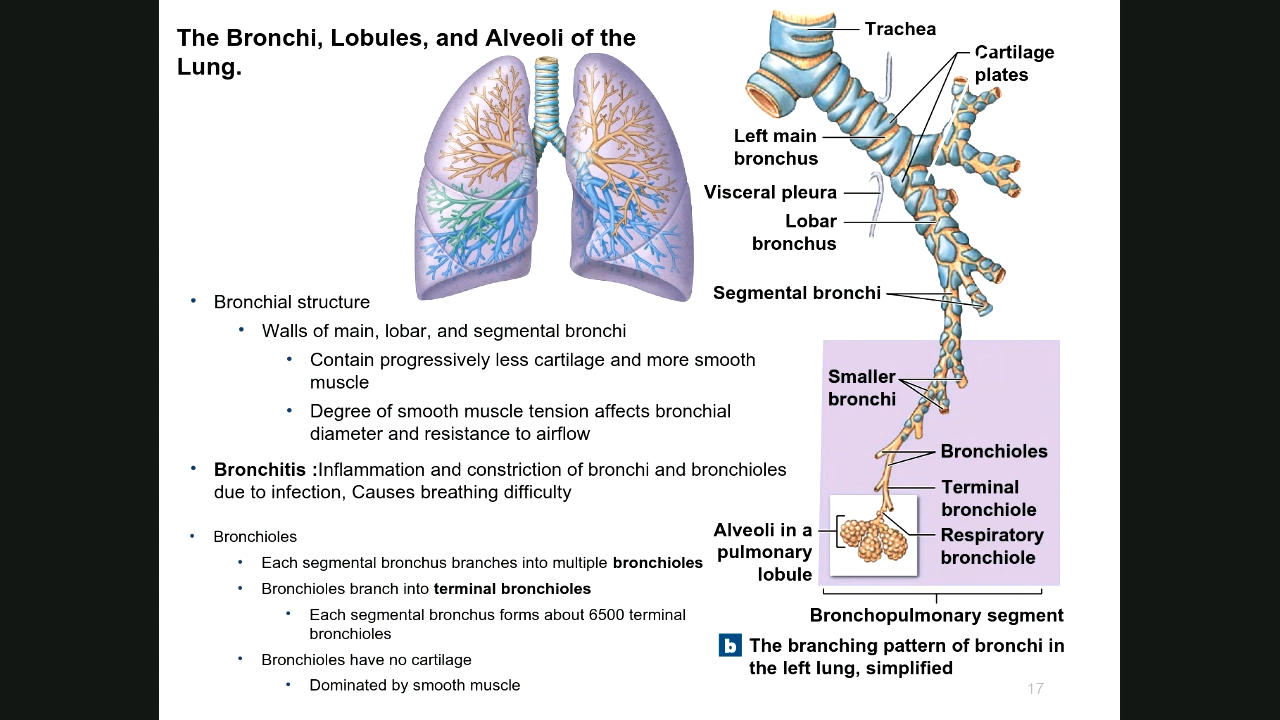 The Bronchi, Lobules, and Alveoli of the
Lung.
• Bronchial structure
• Walls of main, lobar, and segmental bronchi
• Contain progressively less cartilage and more smooth
muscle
• Degree of smooth muscle tension affects bronchial
diameter and resistance to airflow
• Bronchitis :Inflammation and constriction of bronchi and bronchioles
due to infection, Causes breathing difficulty
• Bronchioles
• Each segmental bronchus branches into multiple bronchioles
• Bronchioles branch into terminal bronchioles
• Each segmental bronchus forms about 6500 terminal
bronchioles
• Bronchioles have no cartilage
• Dominated by smooth muscle
Trachea
Cartilage
plates
Left main
bronchus
Visceral pleura
Lobar
bronchus
Segmental bronchi
Smaller
bronchi
Bronchioles
Terminal
bronchiole
Respiratory
bronchiole
Alveoli in a
pulmonary
lobule
Bronchopulmonary segment
b The branching pattern of bronchi in
the left lung, simplified
17